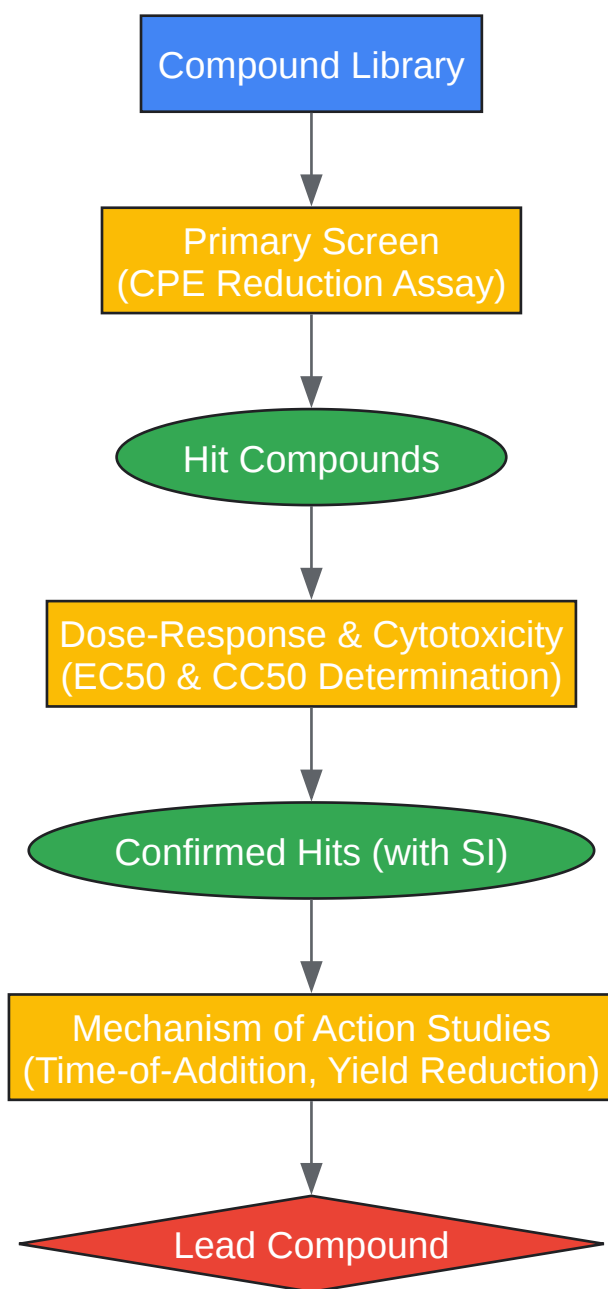 Compound Library
Primary Screen
(CPE Reduction Assay)
Hit Compounds
Dose-Response & Cytotoxicity
(EC50 & CC50 Determination)
Confirmed Hits (with SI)
Mechanism of Action Studies
(Time-of-Addition, Yield Reduction)
Lead Compound